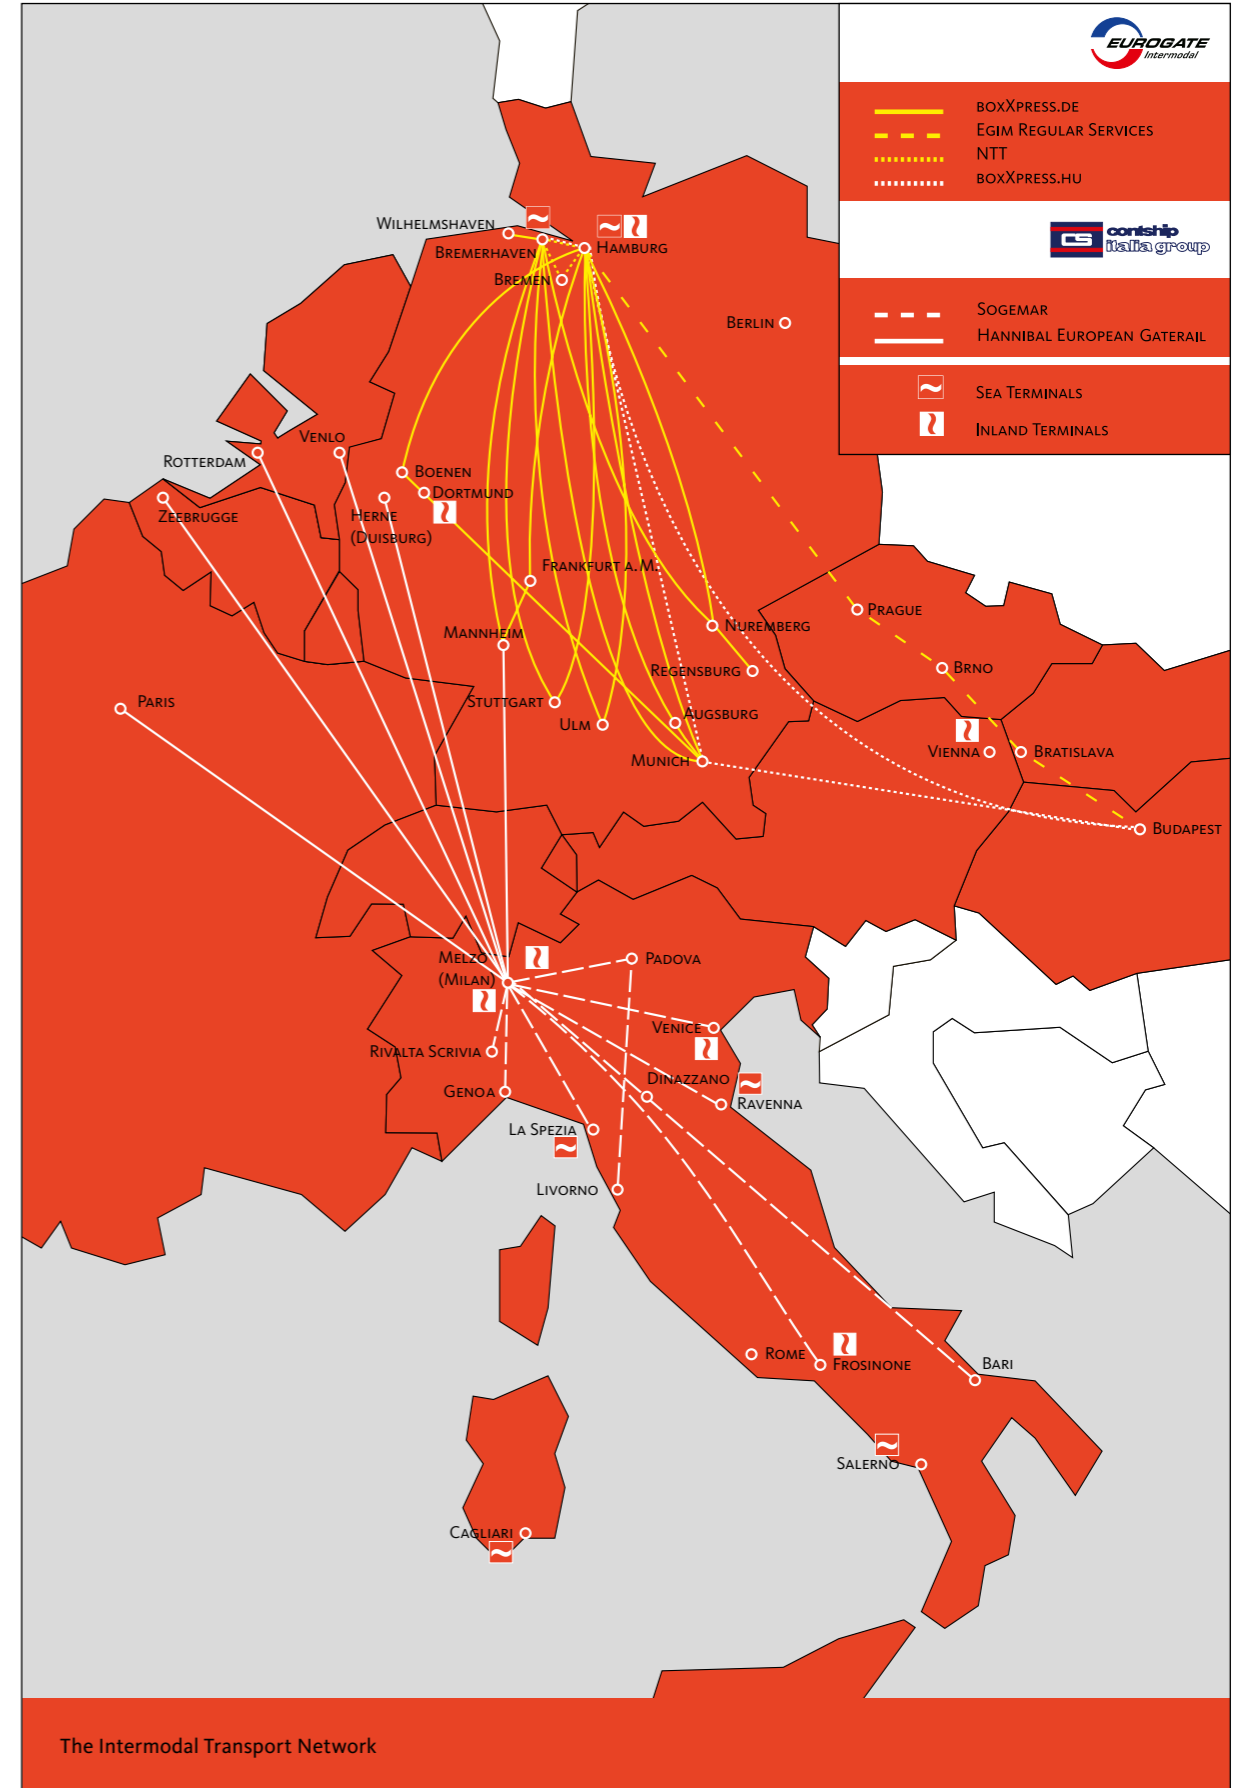 EUROGATE
Intermodal
boxXpress.de
Egim Regular Services
NTT
boxXpress.hu
CS contship
italia group
Sogemar
Hannibal European Gaterail
Sea Terminals
Inland Terminals
Wilhelmshaven
Bremerhaven
Hamburg
Bremen
Berlin
Venlo
Rotterdam
Boenen
Dortmund
Zeebrugge
Herne
(Duisburg)
Frankfurt a. M.
Prague
Nuremberg
Mannheim
Brno
Regensburg
Paris
Stuttgart
Augsburg
Ulm
Vienna
Bratislava
Munich
Budapest
Melzo
(Milan)
Padova
Venice
Rivalta Scrivia
Dinazzano
Genoa
Ravenna
La Spezia
Livorno
Rome
Frosinone
Bari
Salerno
Cagliari
The Intermodal Transport Network